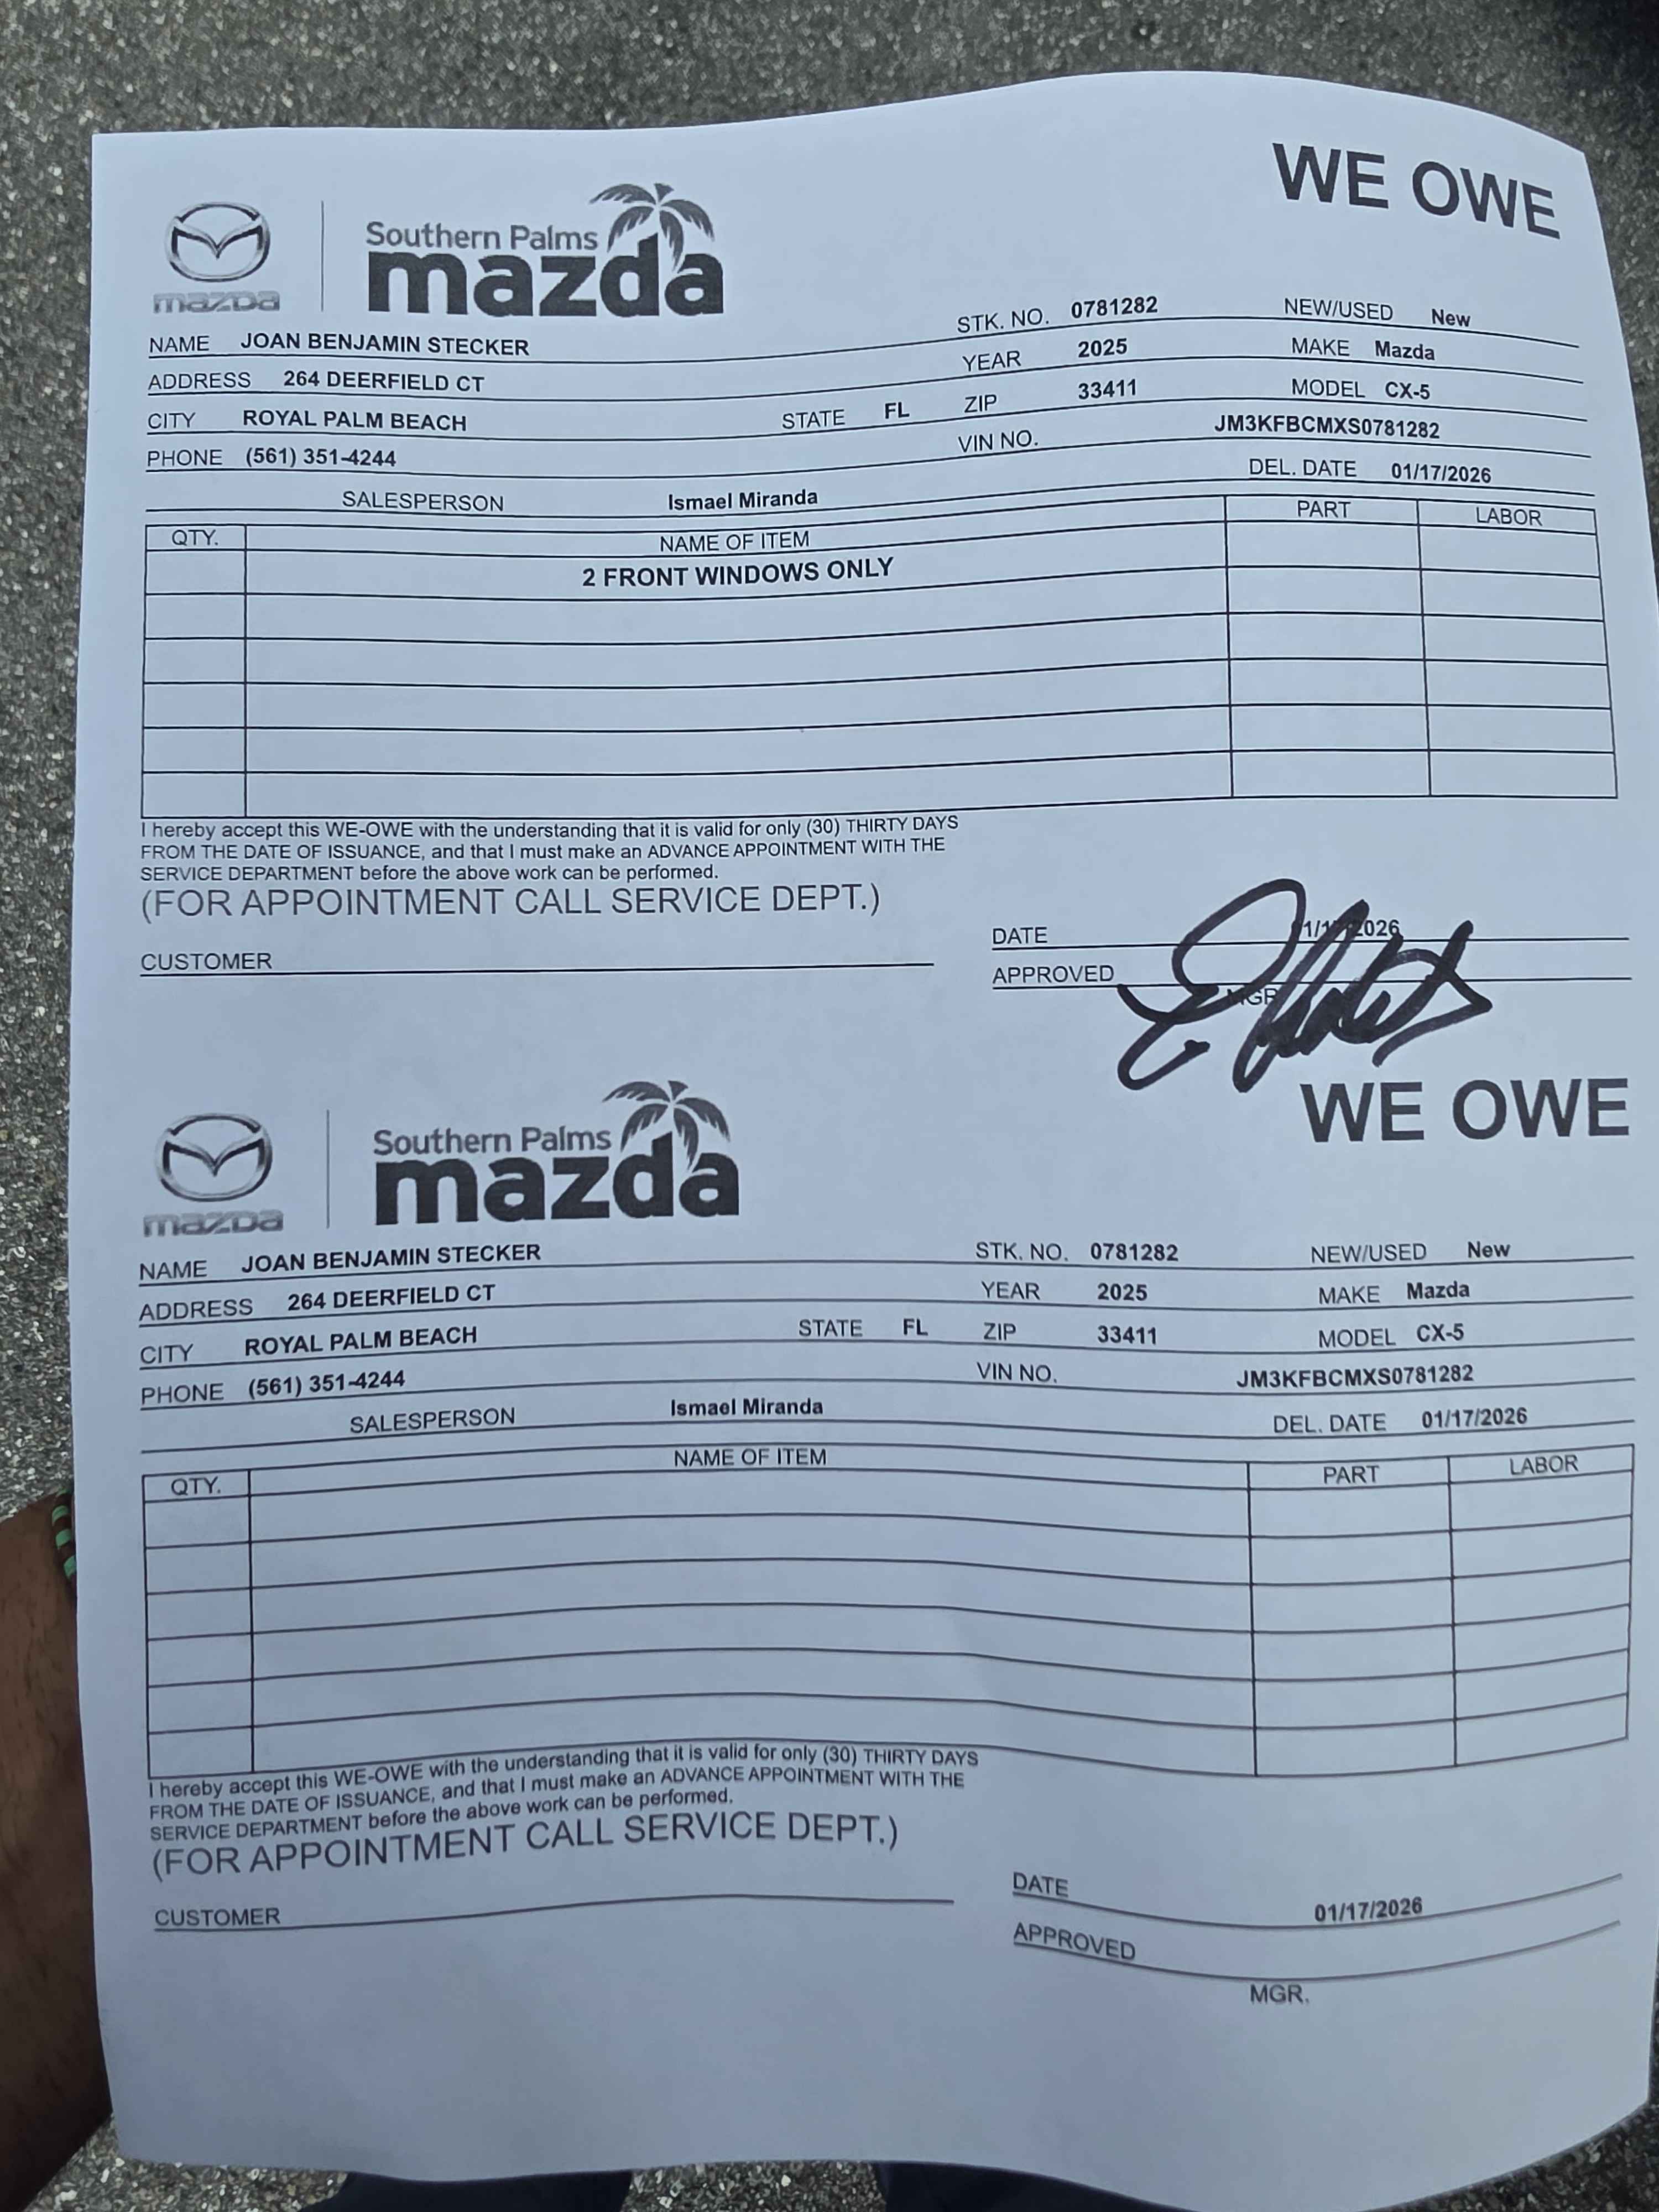 WE OWE
Southern Palms
mazda
mazda
STK. NO. 0781282 NEW/USED New
NAME JOAN BENJAMIN STECKER
YEAR 2025 MAKE Mazda
ADDRESS 264 DEERFIELD CT
MODEL CX-5
CITY ROYAL PALM BEACH STATE FL ZIP 33411
VIN NO. JM3KFBCMXS0781282
PHONE (561) 351-4244
DEL. DATE 01/17/2026
SALESPERSON Ismael Miranda
QTY. NAME OF ITEM PART LABOR
2 FRONT WINDOWS ONLY
I hereby accept this WE-OWE with the understanding that it is valid for only (30) THIRTY DAYS
FROM THE DATE OF ISSUANCE, and that I must make an ADVANCE APPOINTMENT WITH THE
SERVICE DEPARTMENT before the above work can be performed.
(FOR APPOINTMENT CALL SERVICE DEPT.)
DATE
CUSTOMER
APPROVED
MGR
WE OWE
Southern Palms
mazda
mazda
NAME JOAN BENJAMIN STECKER STK. NO. 0781282 NEW/USED New
ADDRESS 264 DEERFIELD CT YEAR 2025 MAKE Mazda
CITY ROYAL PALM BEACH STATE FL ZIP 33411 MODEL CX-5
PHONE (561) 351-4244 VIN NO. JM3KFBCMXS0781282
SALESPERSON Ismael Miranda DEL. DATE 01/17/2026
QTY. NAME OF ITEM PART LABOR
I hereby accept this WE-OWE with the understanding that it is valid for only (30) THIRTY DAYS
FROM THE DATE OF ISSUANCE, and that I must make an ADVANCE APPOINTMENT WITH THE
SERVICE DEPARTMENT before the above work can be performed.
(FOR APPOINTMENT CALL SERVICE DEPT.)
DATE 01/17/2026
CUSTOMER
APPROVED
MGR.